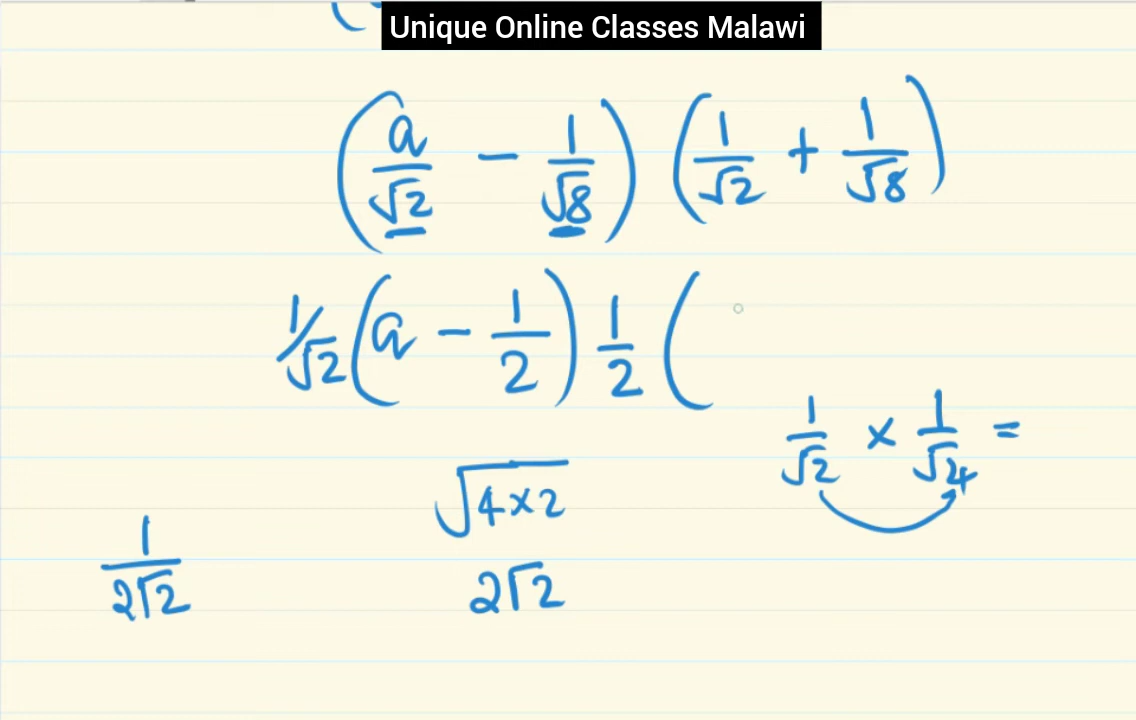 Unique Online Classes Malawi
(a/√2 - 1/√8) (1/√2 + 1/√8)
1/√2 (a - 1/2) 1/2 (
1/√2 × 1/√4 =
√4×2
1/2√2
2√2